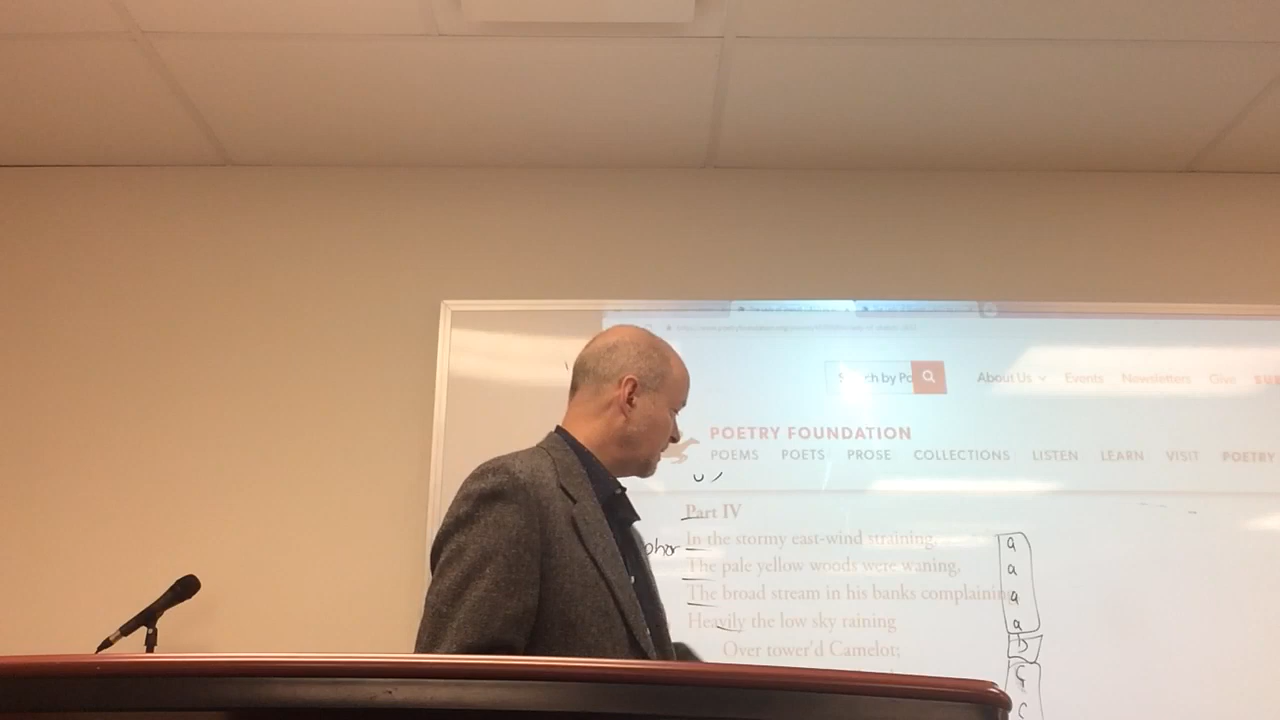 Search by Po
About Us Events Newsletters Give SUB
POETRY FOUNDATION
POEMS POETS PROSE COLLECTIONS LISTEN LEARN VISIT POETRY
Part IV
phor In the stormy east-wind straining, a
The pale yellow woods were waning, a
The broad stream in his banks complaining a
Heavily the low sky raining a
Over tower'd Camelot; b
c
c